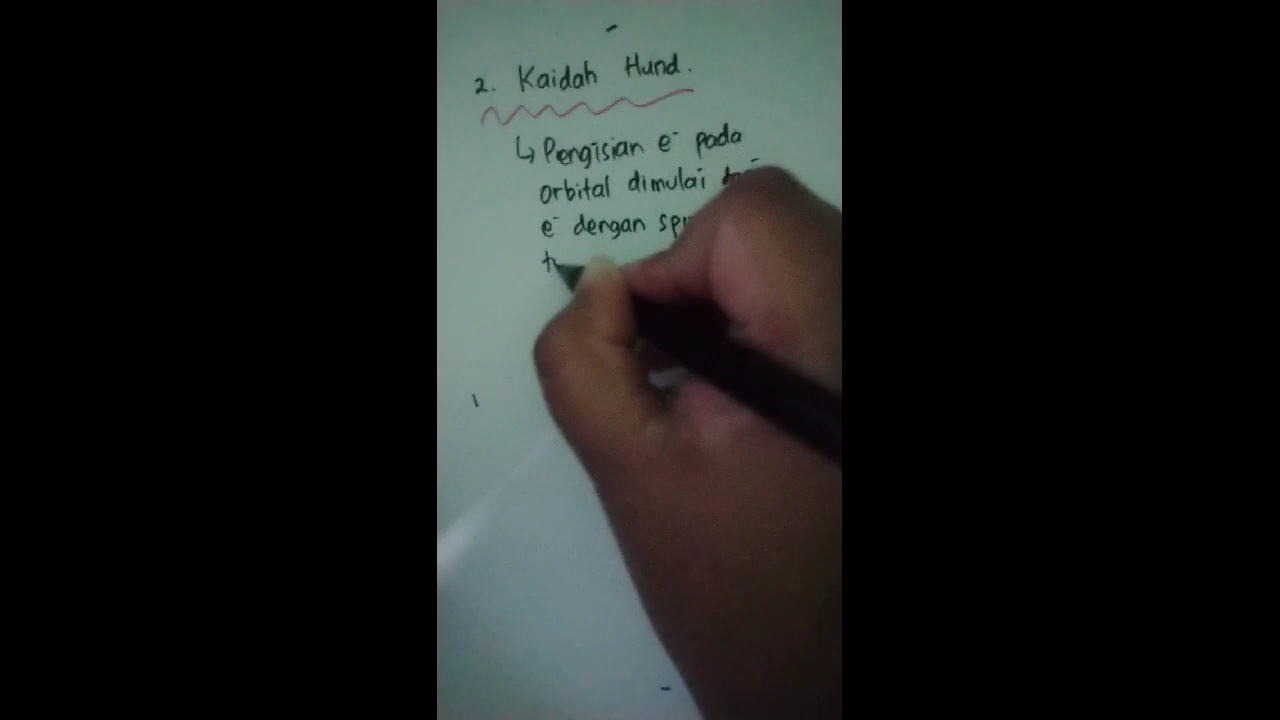 2. Kaidah Hund.
↳ Pengisian e⁻ pada
orbital dimulai
e⁻ dengan